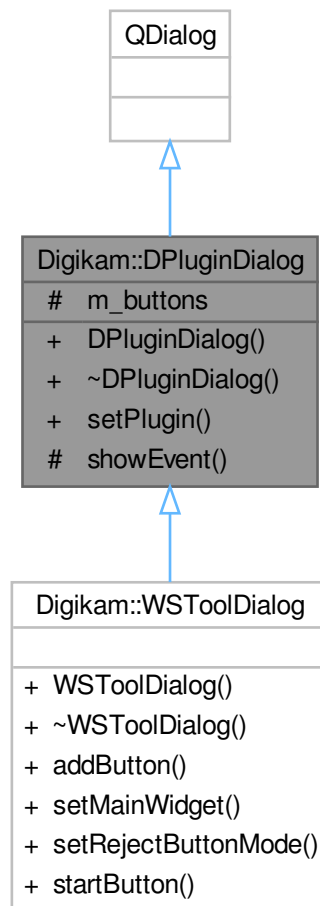 QDialog
Digikam::DPluginDialog
# m_buttons
+ DPluginDialog()
+ ~DPluginDialog()
+ setPlugin()
# showEvent()
Digikam::WSToolDialog
+ WSToolDialog()
+ ~WSToolDialog()
+ addButton()
+ setMainWidget()
+ setRejectButtonMode()
+ startButton()